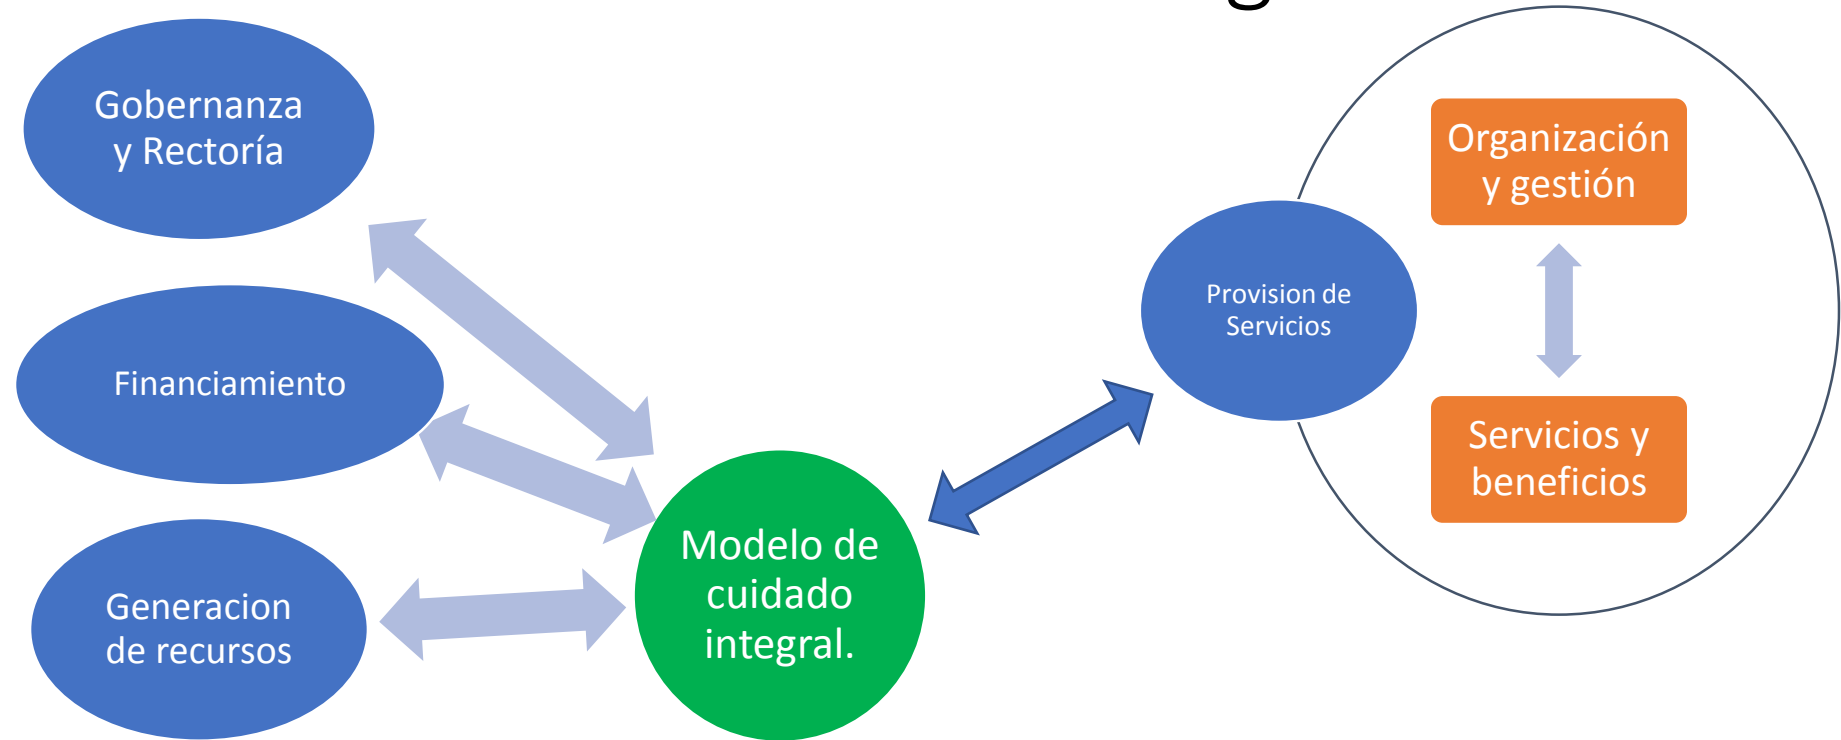 Gobernanza
y Rectoría
Financiamiento
Generacion
de recursos
Modelo de
cuidado
integral.
Provision de
Servicios
Organización
y gestión
Servicios y
beneficios